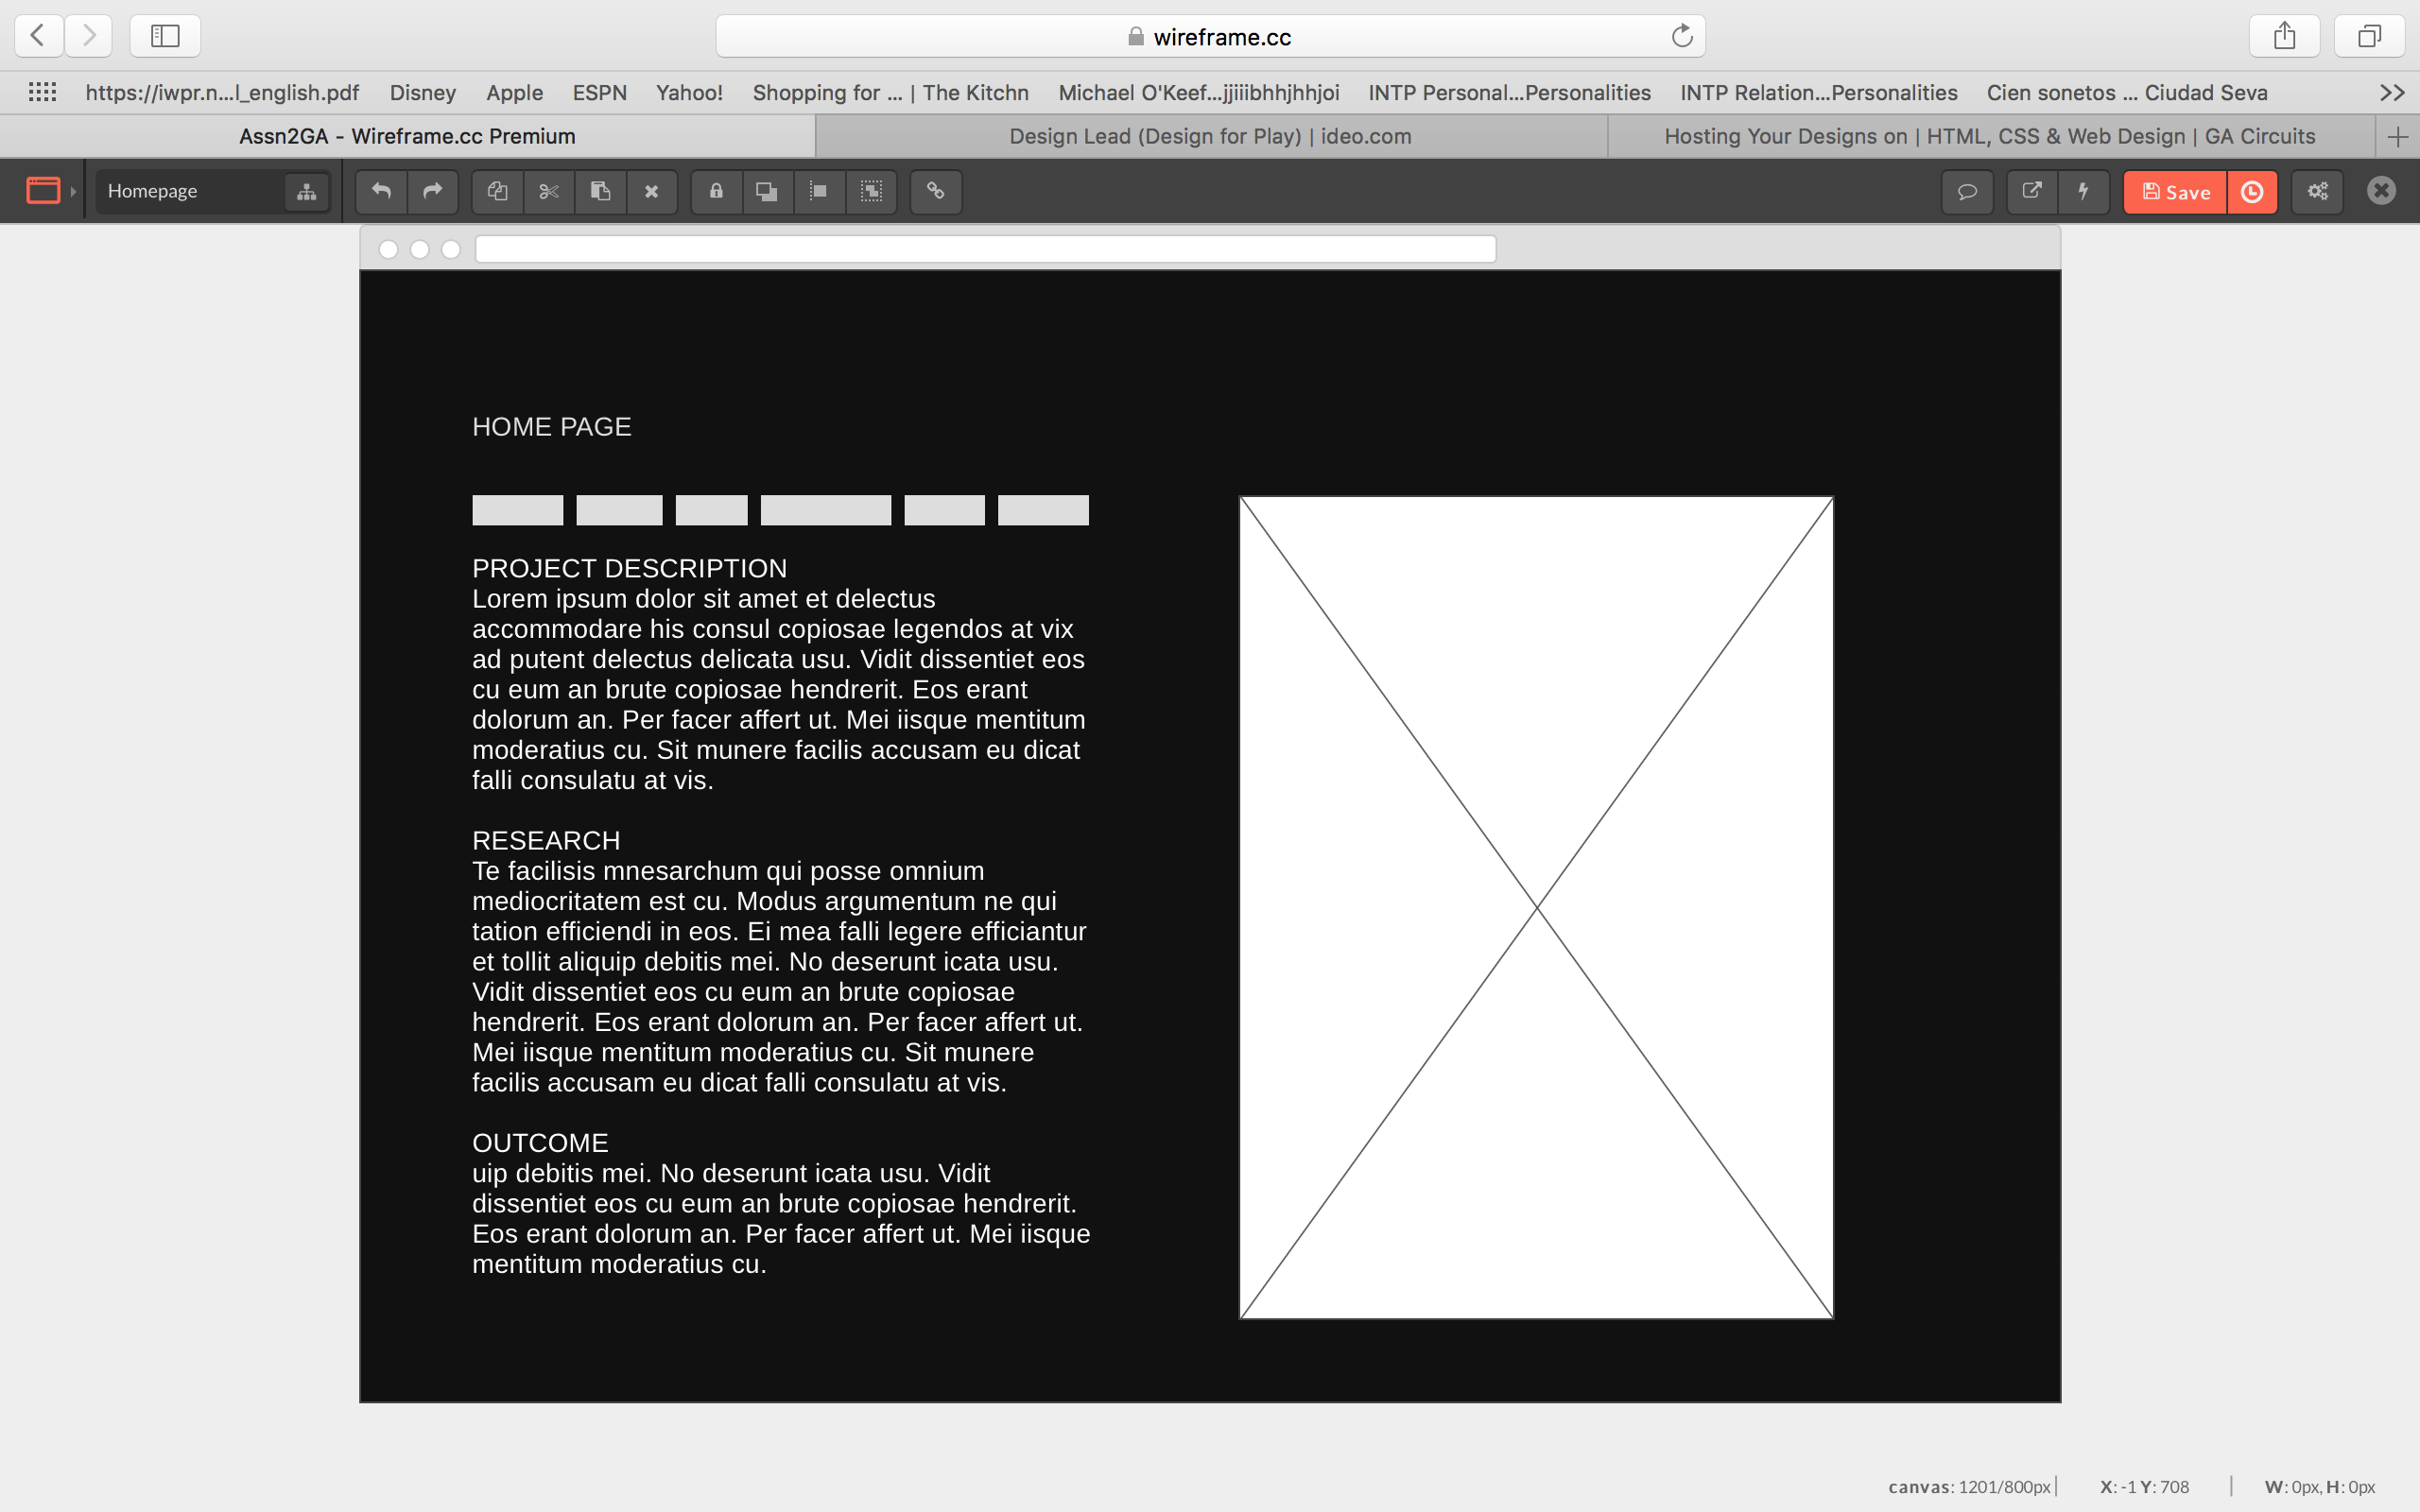 wireframe.cc
https://iwpr.n...l_english.pdf Disney Apple ESPN Yahoo! Shopping for ... | The Kitchn Michael O'Keef...jjiiibhhjhhjoi INTP Personal...Personalities INTP Relation...Personalities Cien sonetos ... Ciudad Seva >>
Assn2GA - Wireframe.cc Premium Design Lead (Design for Play) | ideo.com Hosting Your Designs on | HTML, CSS & Web Design | GA Circuits +
Homepage Save
HOME PAGE
PROJECT DESCRIPTION
Lorem ipsum dolor sit amet et delectus
accommodare his consul copiosae legendos at vix
ad putent delectus delicata usu. Vidit dissentiet eos
cu eum an brute copiosae hendrerit. Eos erant
dolorum an. Per facer affert ut. Mei iisque mentitum
moderatius cu. Sit munere facilis accusam eu dicat
falli consulatu at vis.
RESEARCH
Te facilisis mnesarchum qui posse omnium
mediocritatem est cu. Modus argumentum ne qui
tation efficiendi in eos. Ei mea falli legere efficiantur
et tollit aliquip debitis mei. No deserunt icata usu.
Vidit dissentiet eos cu eum an brute copiosae
hendrerit. Eos erant dolorum an. Per facer affert ut.
Mei iisque mentitum moderatius cu. Sit munere
facilis accusam eu dicat falli consulatu at vis.
OUTCOME
uip debitis mei. No deserunt icata usu. Vidit
dissentiet eos cu eum an brute copiosae hendrerit.
Eos erant dolorum an. Per facer affert ut. Mei iisque
mentitum moderatius cu.
canvas: 1201/800px | X: -1 Y: 708 | W: 0px, H: 0px